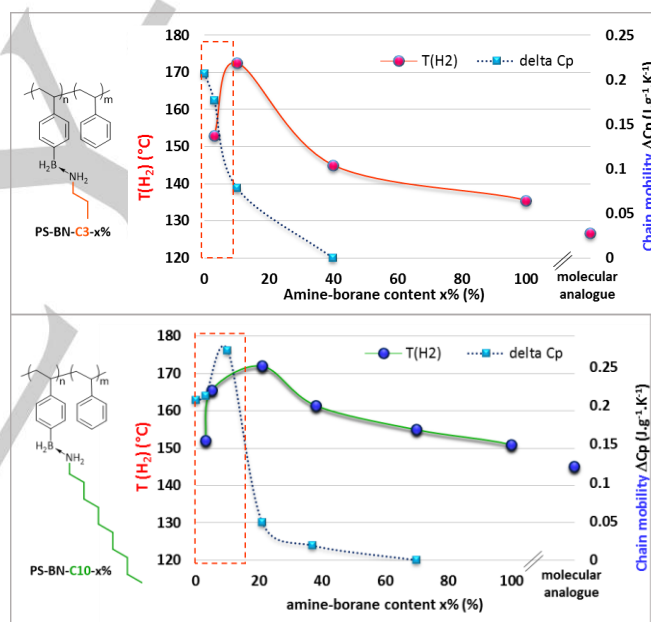 180
170
160
150
140
130
120
T(H2) (°C)
T(H2)
delta Cp
0.25
0.2
0.15
0.1
0.05
0
Chain mobility ΔCp (J.g⁻¹ K⁻¹)
n
m
H₂B
NH₂
PS-BN-C3-x%
0 20 40 60 80 100
molecular
analogue
Amine-borane content x% (%)
180
170
160
150
140
130
120
T (H₂) (°C)
T(H2)
delta Cp
0.25
0.2
0.15
0.1
0.05
0
Chain mobility ΔCp (J.g⁻¹.K⁻¹)
n
m
H₂B
NH₂
PS-BN-C10-x%
0 20 40 60 80 100
molecular
analogue
amine-borane content x% (%)